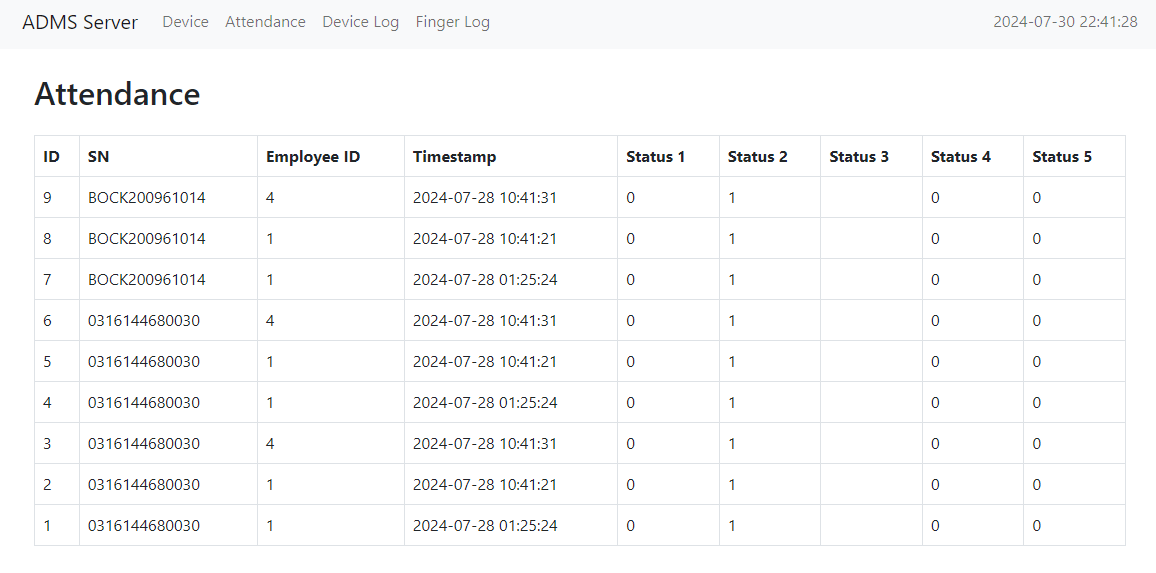 ADMS Server Device Attendance Device Log Finger Log 2024-07-30 22:41:28
Attendance
ID SN Employee ID Timestamp Status 1 Status 2 Status 3 Status 4 Status 5
9 BOCK200961014 4 2024-07-28 10:41:31 0 1 0 0
8 BOCK200961014 1 2024-07-28 10:41:21 0 1 0 0
7 BOCK200961014 1 2024-07-28 01:25:24 0 1 0 0
6 0316144680030 4 2024-07-28 10:41:31 0 1 0 0
5 0316144680030 1 2024-07-28 10:41:21 0 1 0 0
4 0316144680030 1 2024-07-28 01:25:24 0 1 0 0
3 0316144680030 4 2024-07-28 10:41:31 0 1 0 0
2 0316144680030 1 2024-07-28 10:41:21 0 1 0 0
1 0316144680030 1 2024-07-28 01:25:24 0 1 0 0